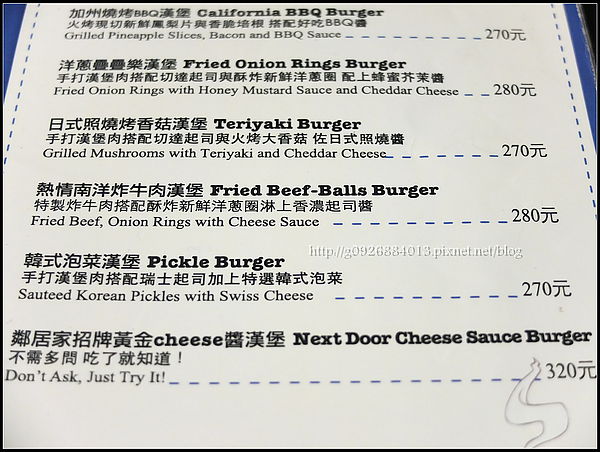 加州燒烤BBQ漢堡 California BBQ Burger
火烤現切新鮮鳳梨片與香脆培根 搭配好吃BBQ醬
Grilled Pineapple Slices, Bacon and BBQ Sauce 270元
洋蔥疊疊樂漢堡 Fried Onion Rings Burger
手打漢堡肉搭配切達起司與酥炸新鮮洋蔥圈 配上蜂蜜芥茉醬
Fried Onion Rings with Honey Mustard Sauce and Cheddar Cheese 280元
日式照燒烤香菇漢堡 Teriyaki Burger
手打漢堡肉搭配切達起司與火烤大香菇 佐日式照燒醬
Grilled Mushrooms with Teriyaki and Cheddar Cheese 270元
熱情南洋炸牛肉漢堡 Fried Beef-Balls Burger
特製炸牛肉搭配酥炸新鮮洋蔥圈淋上香濃起司醬
Fried Beef, Onion Rings with Cheese Sauce 280元
http://g0926884013.pixnet.net/blog
韓式泡菜漢堡 Pickle Burger
手打漢堡肉搭配瑞士起司加上特選韓式泡菜
Sauteed Korean Pickles with Swiss Cheese 270元
鄰居家招牌黃金cheese醬漢堡 Next Door Cheese Sauce Burger
不需多問 吃了就知道！
Don't Ask, Just Try It! 320元